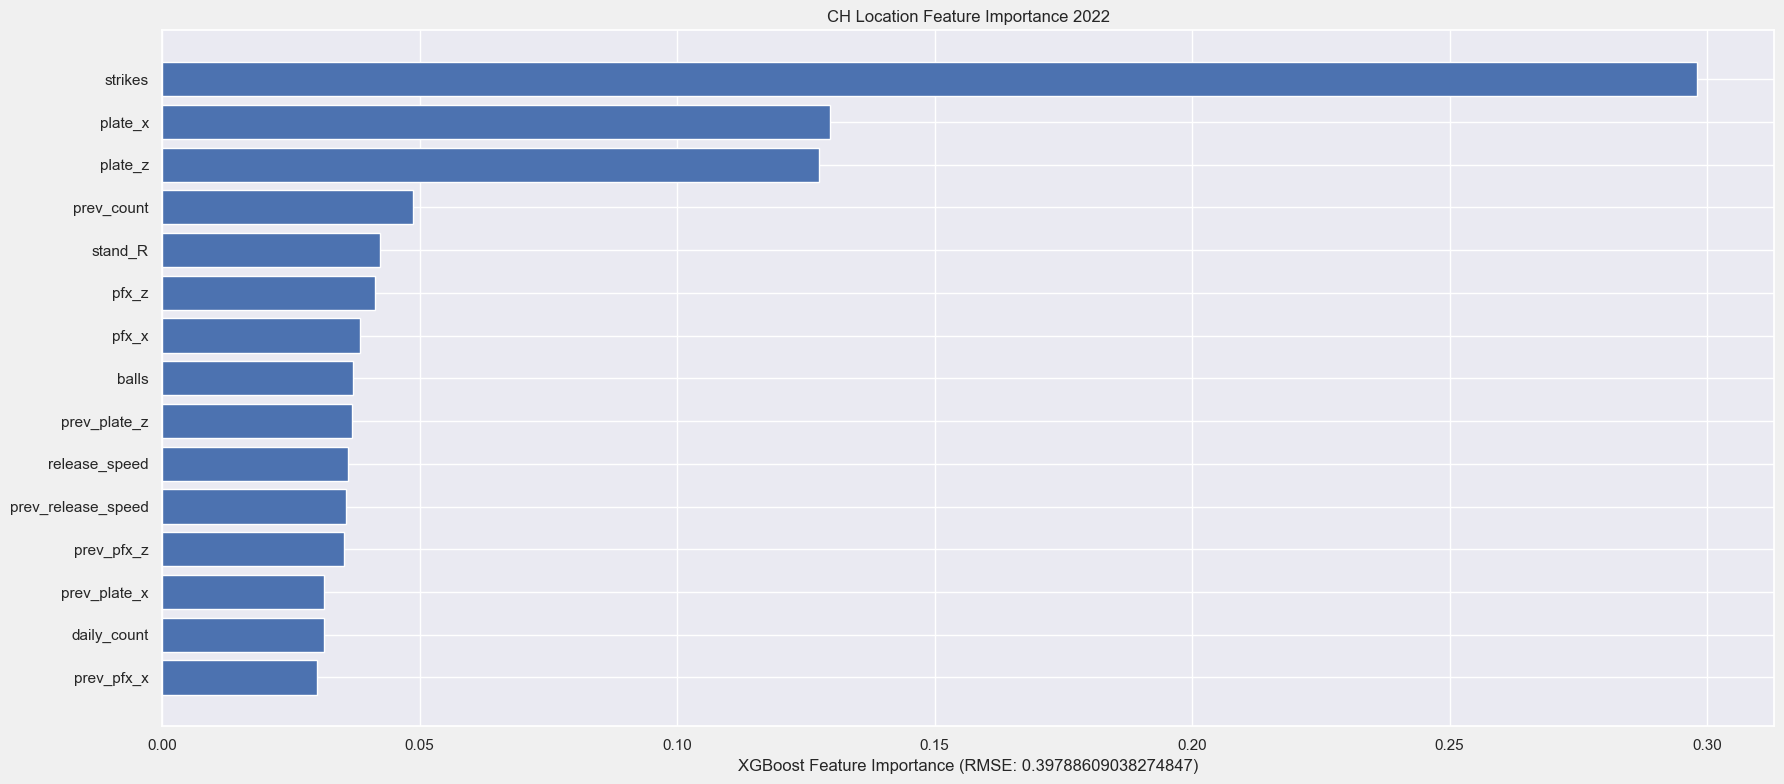 CH Location Feature Importance 2022
strikes
plate_x
plate_z
prev_count
stand_R
pfx_z
pfx_x
balls
prev_plate_z
release_speed
prev_release_speed
prev_pfx_z
prev_plate_x
daily_count
prev_pfx_x
0.00 0.05 0.10 0.15 0.20 0.25 0.30
XGBoost Feature Importance (RMSE: 0.39788609038274847)